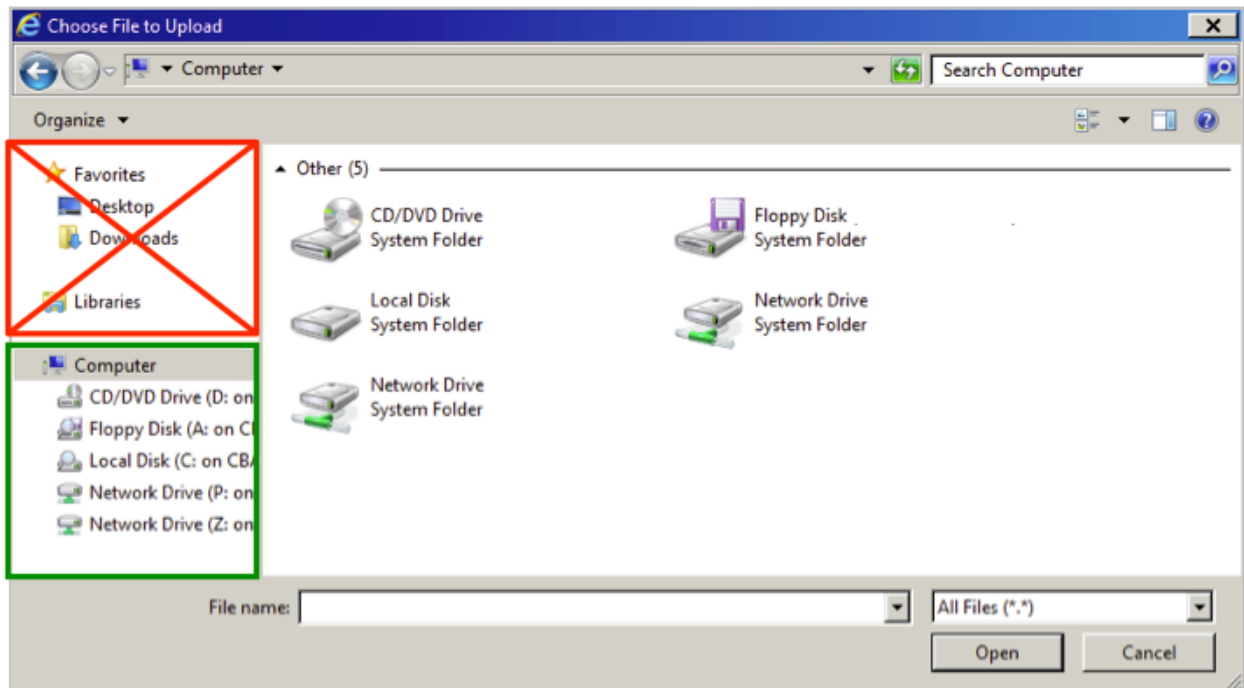 Choose File to Upload
Computer
Search Computer
Organize
Favorites
Desktop
Downloads
Libraries
Computer
CD/DVD Drive (D: on
Floppy Disk (A: on
Local Disk (C: on CBA
Network Drive (P: on
Network Drive (Z: on
Other (5)
CD/DVD Drive
System Folder
Floppy Disk
System Folder
Local Disk
System Folder
Network Drive
System Folder
Network Drive
System Folder
File name:
All Files (*.*)
Open
Cancel